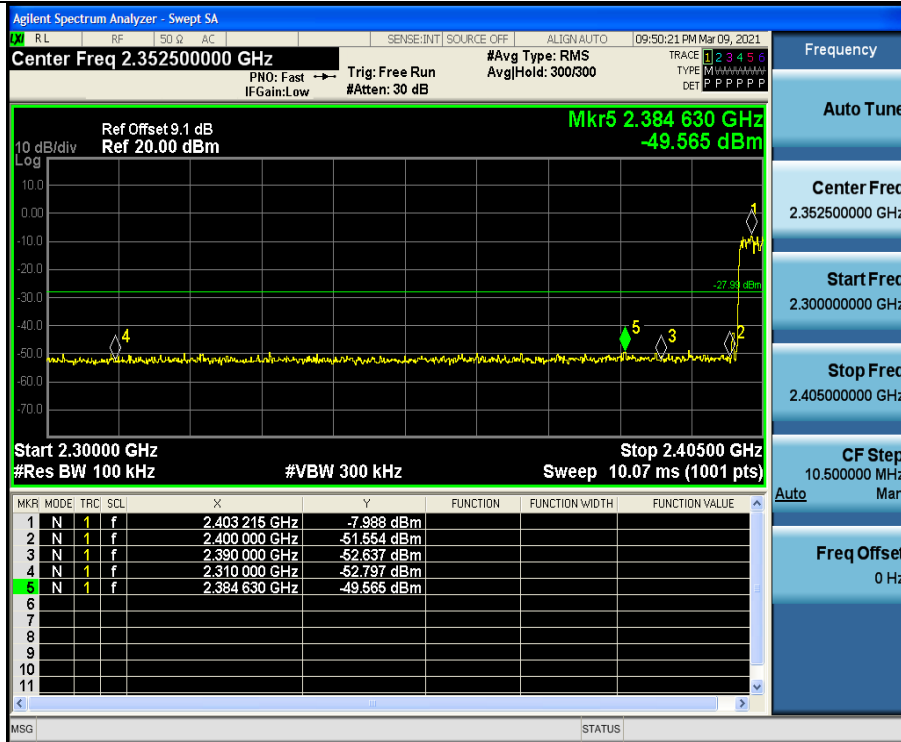 Agilent Spectrum Analyzer - Swept SA
LXI RL RF 50 Ω AC SENSE:INT SOURCE OFF ALIGN AUTO 09:50:21 PM Mar 09, 2021
Center Freq 2.352500000 GHz
PNO: Fast
IFGain:Low
Trig: Free Run
#Atten: 30 dB
#Avg Type: RMS
Avg|Hold: 300/300
TRACE 1 2 3 4 5 6
TYPE M
DET P P P P P P
Mkr5 2.384 630 GHz
-49.565 dBm
Ref Offset 9.1 dB
10 dB/div Ref 20.00 dBm
Log
10.0
0.00
-10.0
-20.0
-30.0
-40.0
-50.0
-60.0
-70.0
1
-27.99 dBm
4
5
3
2
Start 2.30000 GHz Stop 2.40500 GHz
#Res BW 100 kHz #VBW 300 kHz Sweep 10.07 ms (1001 pts)
MKR MODE TRC SCL X Y FUNCTION FUNCTION WIDTH FUNCTION VALUE
1 N 1 f 2.403 215 GHz -7.988 dBm
2 N 1 f 2.400 000 GHz -51.554 dBm
3 N 1 f 2.390 000 GHz -52.637 dBm
4 N 1 f 2.310 000 GHz -52.797 dBm
5 N 1 f 2.384 630 GHz -49.565 dBm
6
7
8
9
10
11
MSG STATUS
Frequency
Auto Tune
Center Freq
2.352500000 GHz
Start Freq
2.300000000 GHz
Stop Freq
2.405000000 GHz
CF Step
10.500000 MHz
Auto Man
Freq Offset
0 Hz